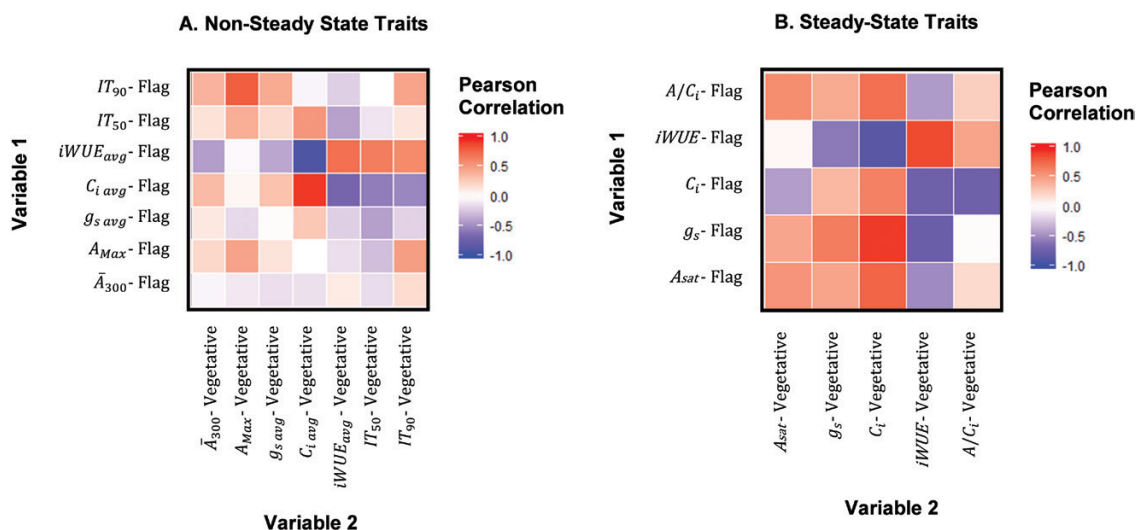 A. Non-Steady State Traits
Variable 1
IT₉₀- Flag
IT₅₀- Flag
iWUEₐᵥg- Flag
Cᵢ ₐᵥg- Flag
gₛ ₐᵥg- Flag
A_Max- Flag
Ā₃₀₀- Flag
Ā₃₀₀- Vegetative
A_Max- Vegetative
gₛ ₐᵥg- Vegetative
Cᵢ ₐᵥg- Vegetative
iWUEₐᵥg- Vegetative
IT₅₀- Vegetative
IT₉₀- Vegetative
Variable 2
Pearson
Correlation
1.0
0.5
0.0
-0.5
-1.0
B. Steady-State Traits
Variable 1
A/Cᵢ- Flag
iWUE- Flag
Cᵢ- Flag
gₛ- Flag
Asat- Flag
Asat- Vegetative
gₛ- Vegetative
Cᵢ- Vegetative
iWUE- Vegetative
A/Cᵢ- Vegetative
Variable 2
Pearson
Correlation
1.0
0.5
0.0
-0.5
-1.0